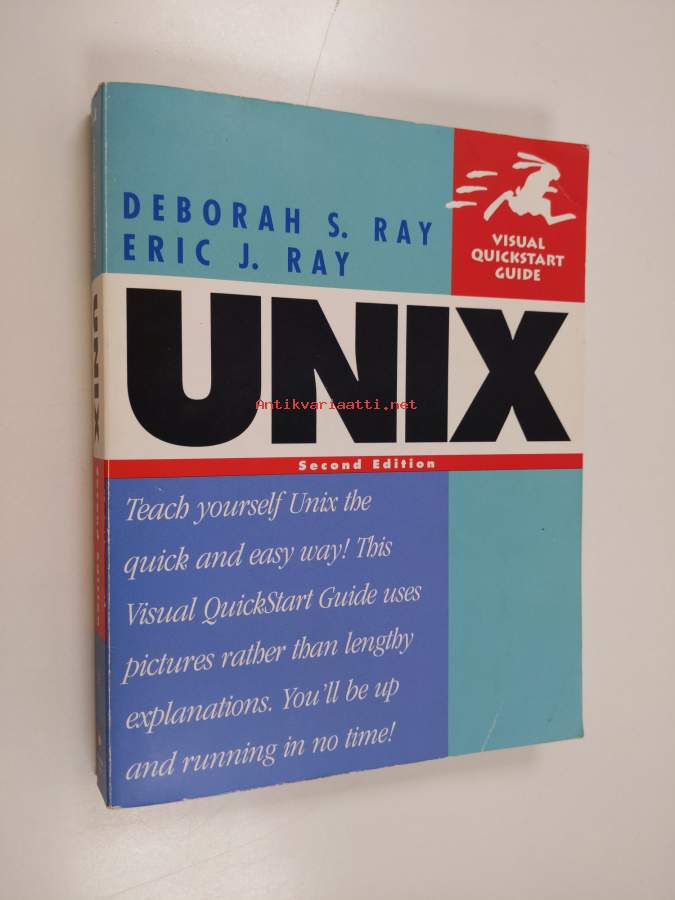 DEBORAH S. RAY
ERIC J. RAY
VISUAL
QUICKSTART
GUIDE
UNIX
Antikvariaatti.net
Second Edition
Teach yourself Unix the
quick and easy way! This
Visual QuickStart Guide uses
pictures rather than lengthy
explanations. You'll be up
and running in no time!
UNIX
Second Edition